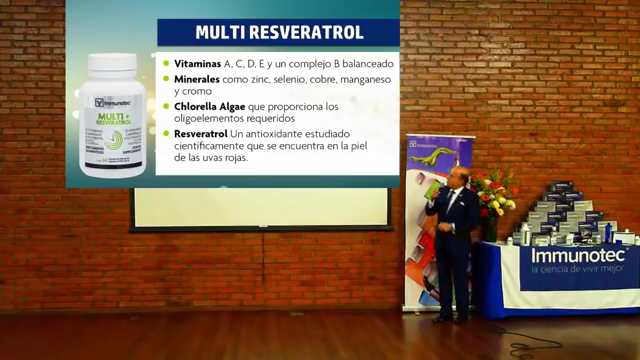 MULTI RESVERATROL
Vitaminas A, C, D, E y un complejo B balanceado
Minerales como zinc, selenio, cobre, manganeso
y cromo
Chlorella Algae que proporciona los
oligoelementos requeridos
Resveratrol Un antioxidante estudiado
científicamente que se encuentra en la piel
de las uvas rojas.
Immunotec
MULTI +
RESVERATROL
Immunotec
la ciencia de vivir mejor